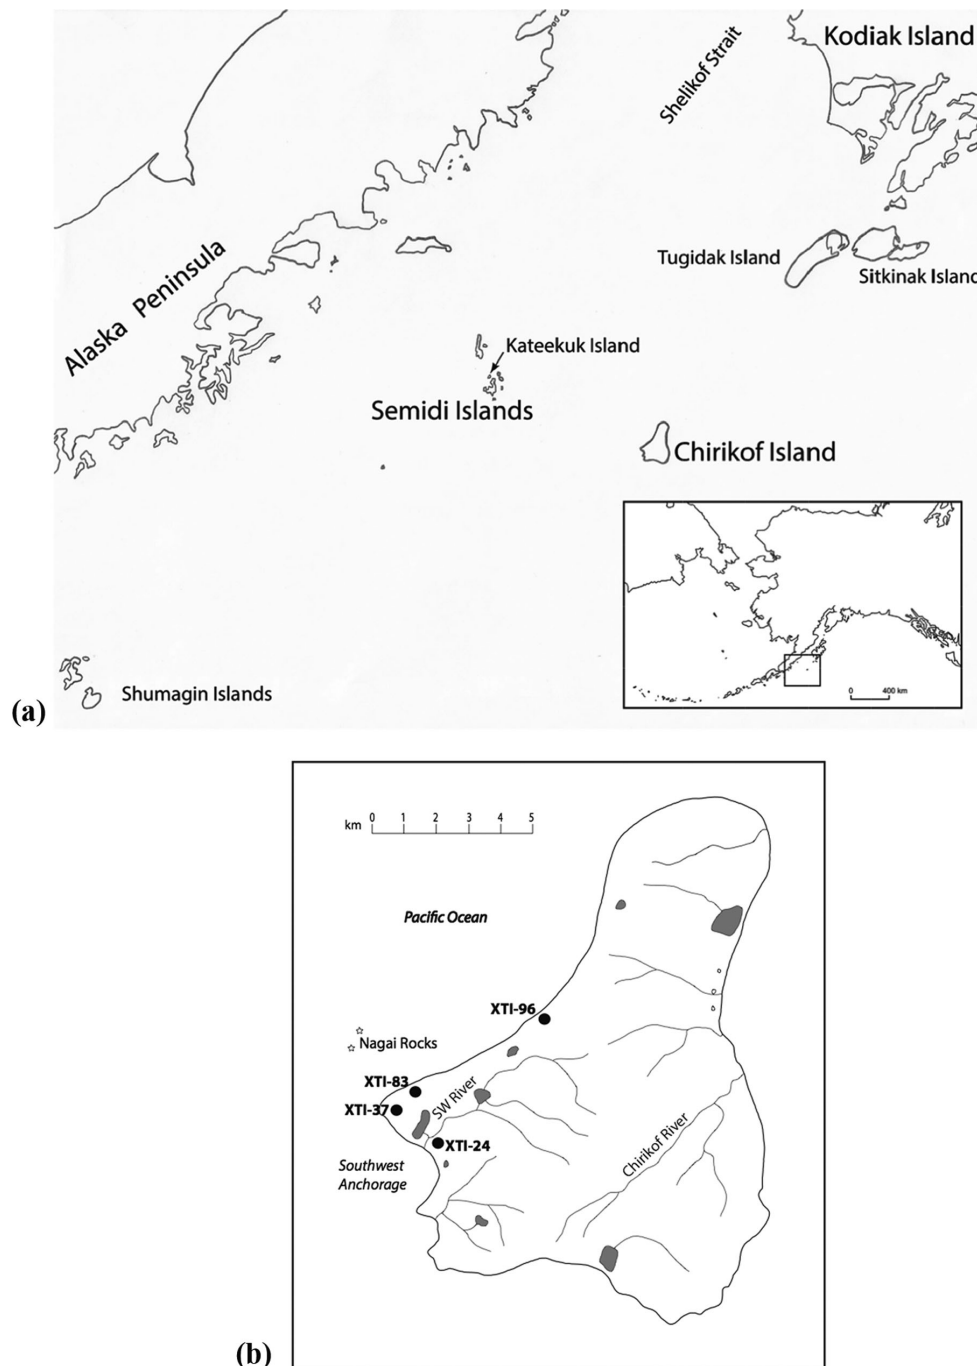 Kodiak Island
Shelikof Strait
Tugidak Island
Sitkinak Island
Alaska Peninsula
Kateekuk Island
Semidi Islands
Chirikof Island
Shumagin Islands
0 400 km
(a)
km 0 1 2 3 4 5
Pacific Ocean
XTI-96
Nagai Rocks
XTI-83
SW River
XTI-37
XTI-24
Chirikof River
Southwest
Anchorage
(b)